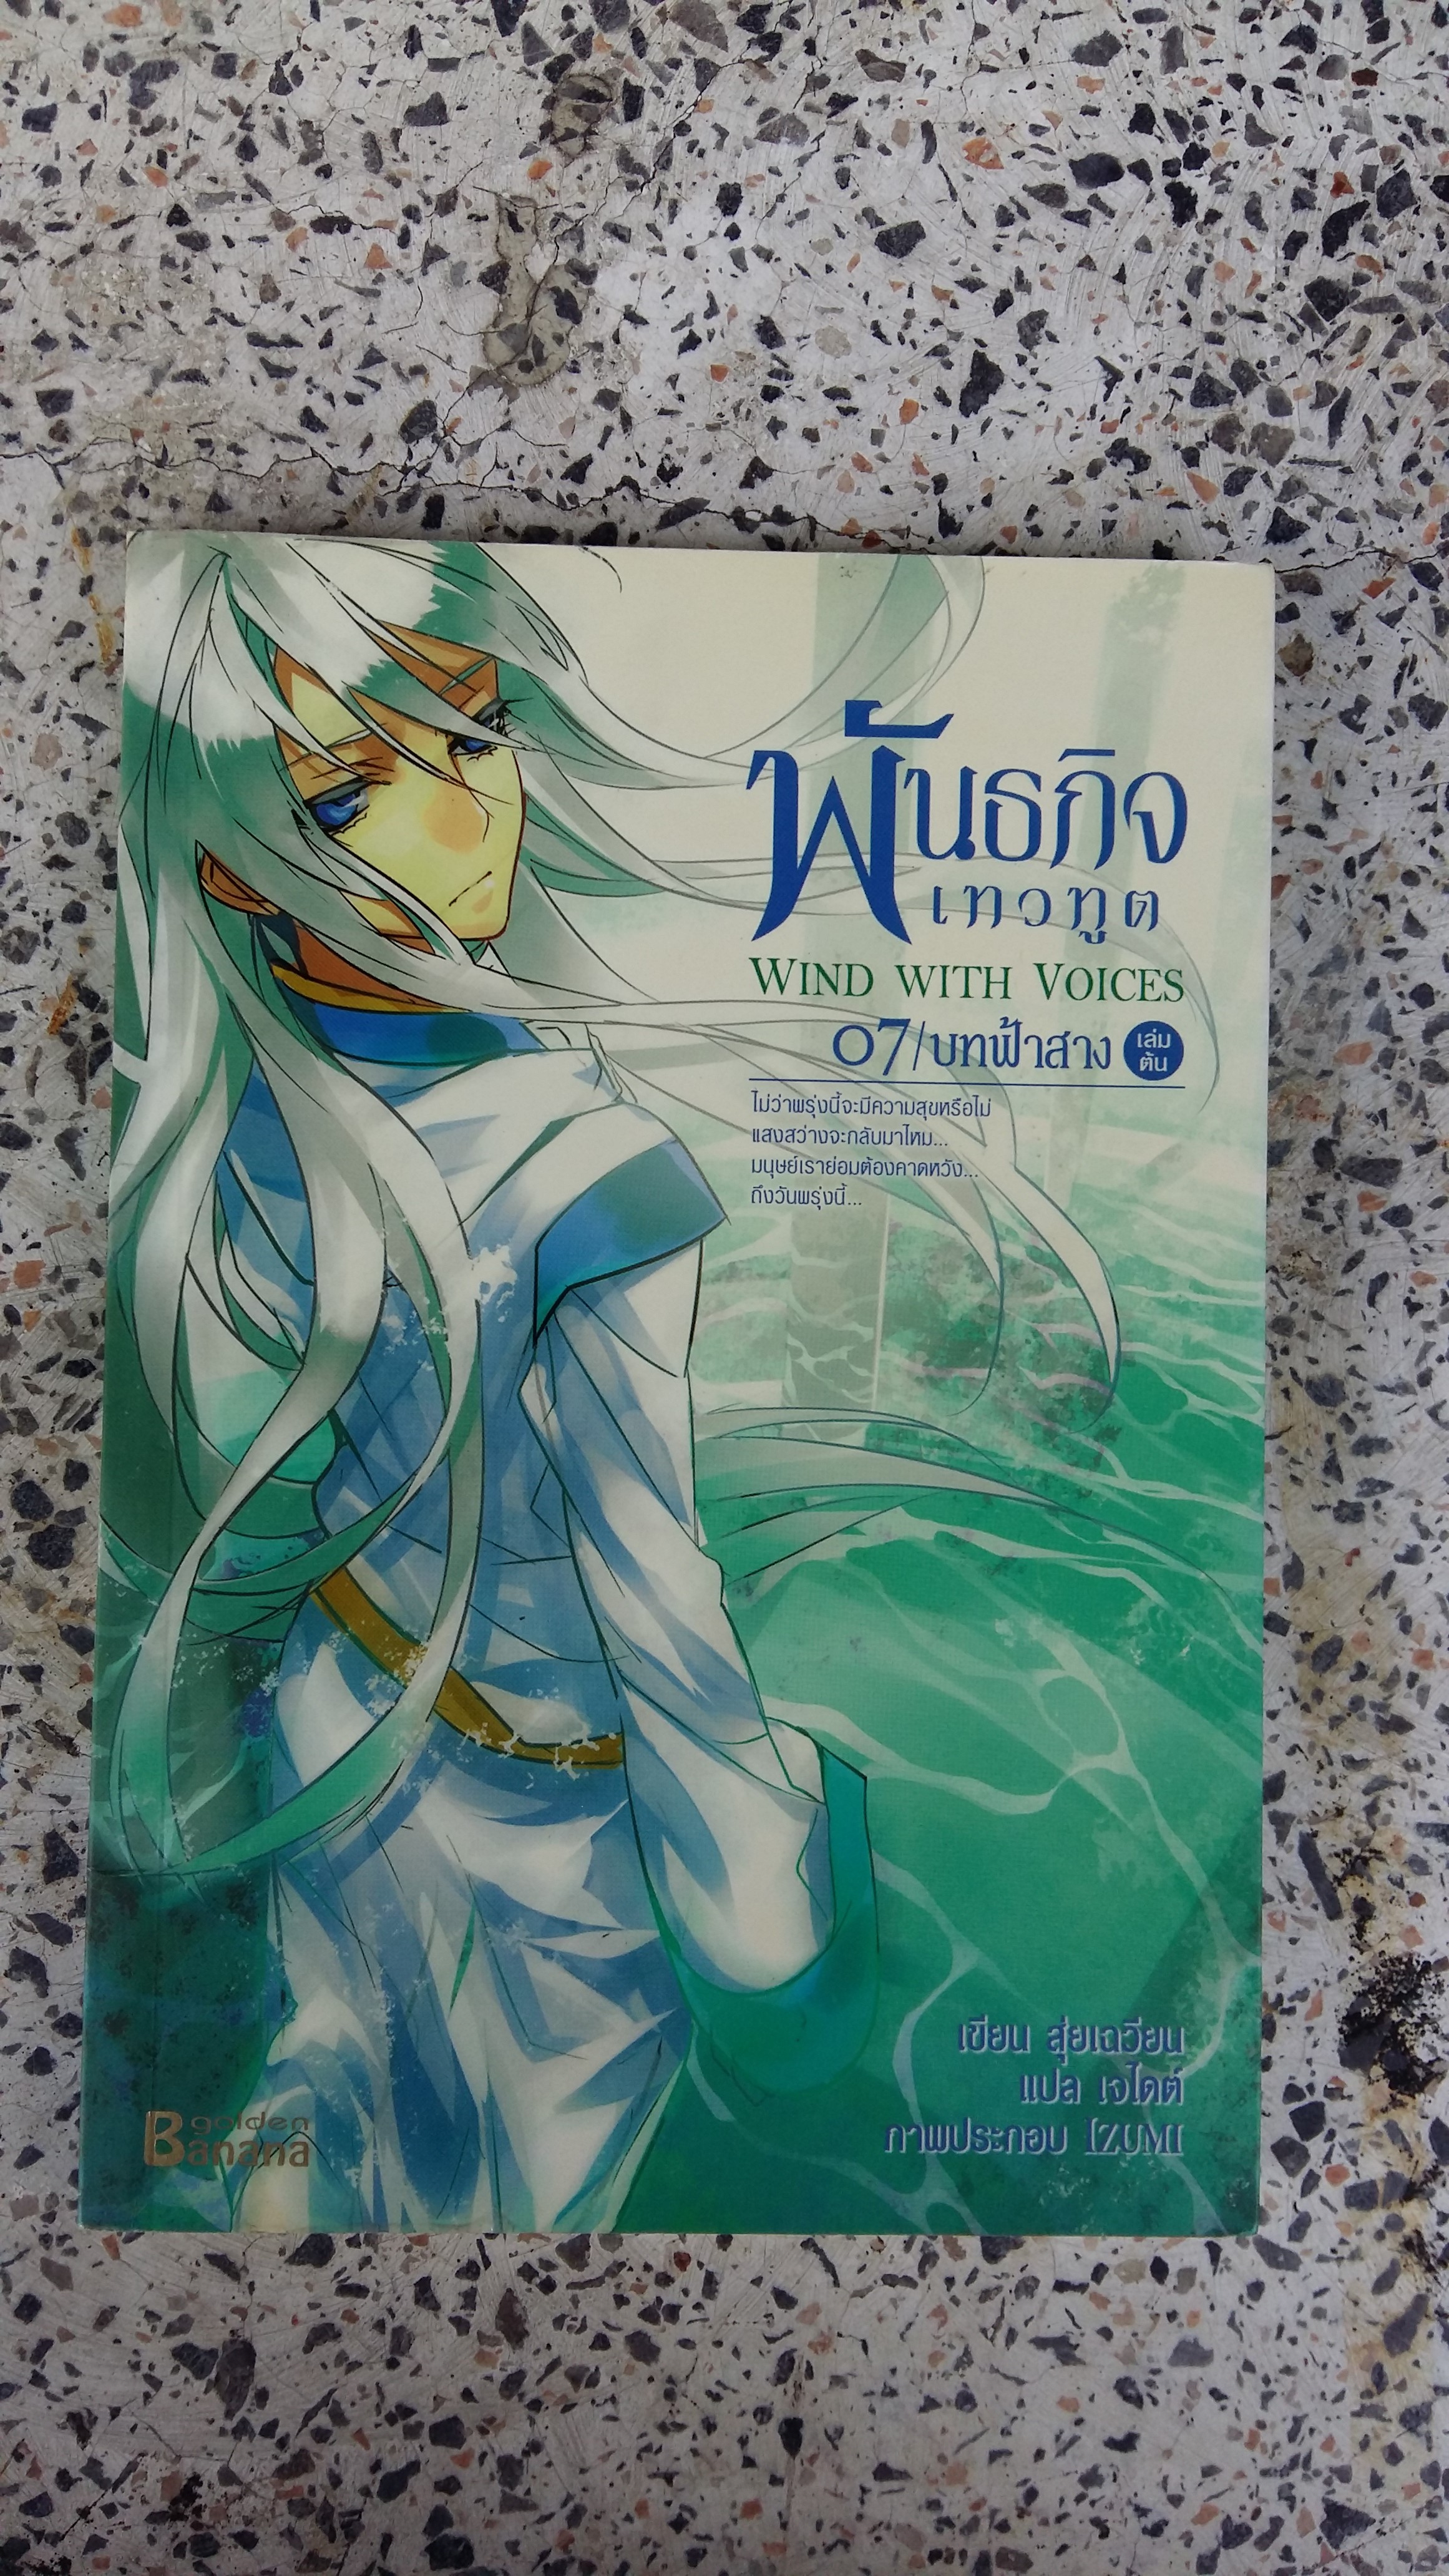 พันธกิจ
เทวทูต
WIND WITH VOICES
07/บทฟ้าสาง เล่มต้น
ไม่ว่าพรุ่งนี้จะมีความสุขหรือไม่
แสงสว่างจะกลับมาไหม...
มนุษย์เราย่อมต้องคาดหวัง...
ถึงวันพรุ่งนี้...
เขียน สุ่ยเฉวียน
แปล เจไดต์
ภาพประกอบ IZUMI
golden
Banana